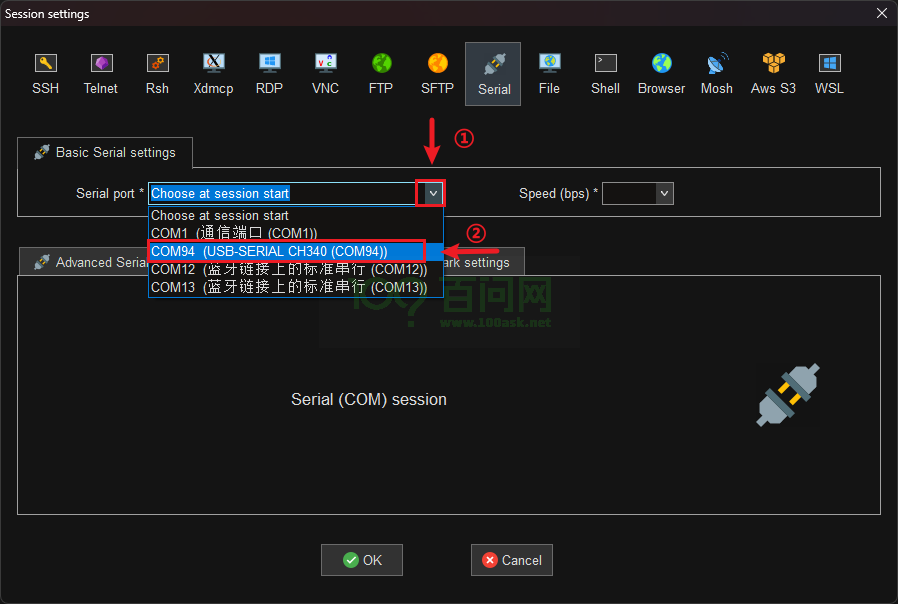 Session settings
SSH Telnet Rsh Xdmcp RDP VNC FTP SFTP Serial File Shell Browser Mosh Aws S3 WSL
①
Basic Serial settings
Serial port * Choose at session start Speed (bps) *
Choose at session start
COM1 (通信端口 (COM1))
②
COM94 (USB-SERIAL CH340 (COM94))
Advanced Seria ark settings
COM12 (蓝牙链接上的标准串行 (COM12))
COM13 (蓝牙链接上的标准串行 (COM13))
百问网
www.100ask.net
Serial (COM) session
OK Cancel